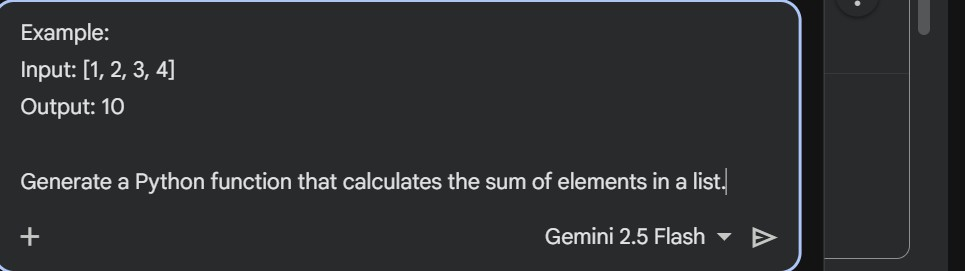 Example:
Input: [1, 2, 3, 4]
Output: 10
Generate a Python function that calculates the sum of elements in a list.
Gemini 2.5 Flash